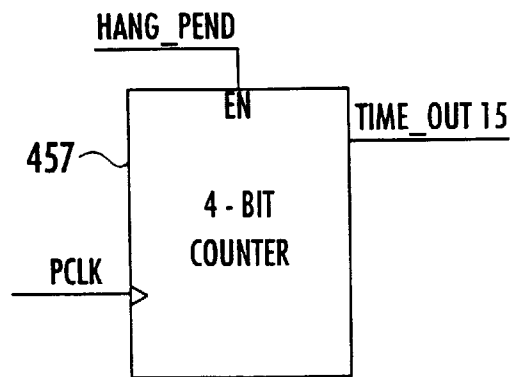 HANG_PEND
EN
TIME_OUT 15
457
4 - BIT
COUNTER
PCLK